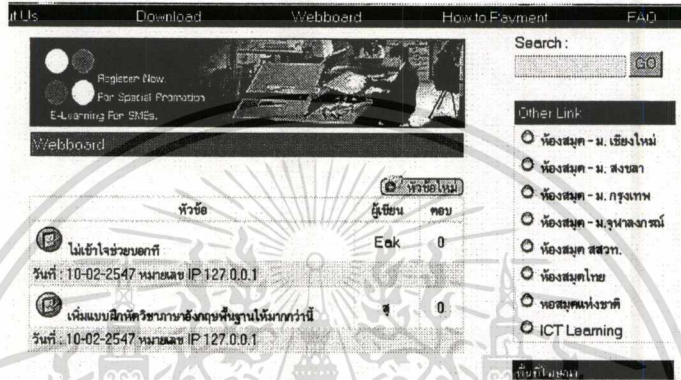 ut Us Download Webboard How to Payment FAQ
Register Now.
For Special Promotion
E-Learning For SMEs.
Search :
GO
Webboard
หัวข้อใหม่
หัวข้อ ผู้เขียน ตอบ
ไม่เข้าใจช่วยบอกที Eak 0
วันที่ : 10-02-2547 หมายเลข IP 127.0.0.1
เพิ่มแบบฝึกหัดวิชาภาษาอังกฤษพื้นฐานให้มากกว่านี้ สุ 0
วันที่ : 10-02-2547 หมายเลข IP 127.0.0.1
Other Link
ห้องสมุด - ม. เชียงใหม่
ห้องสมุด - ม. สงขลา
ห้องสมุด - ม. กรุงเทพ
ห้องสมุด - ม.จุฬาลงกรณ์
ห้องสมุด สสวท.
ห้องสมุดไทย
หอสมุดแห่งชาติ
ICT Learning
พื้นที่โฆษณา